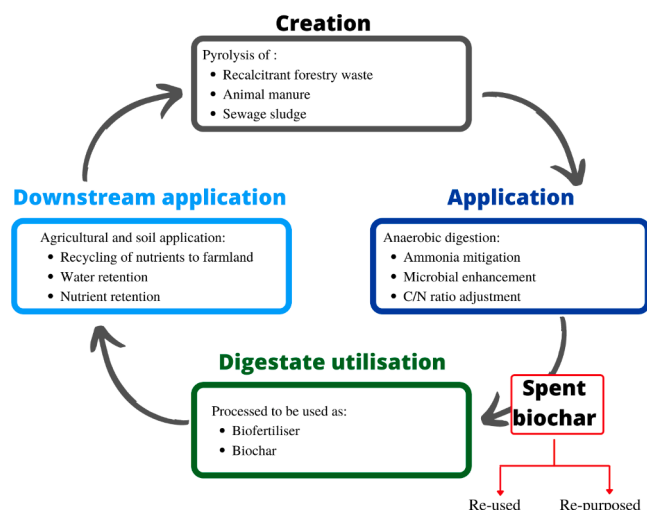 Creation
Pyrolysis of :
• Recalcitrant forestry waste
• Animal manure
• Sewage sludge
Downstream application
Application
Agricultural and soil application:
• Recycling of nutrients to farmland
• Water retention
• Nutrient retention
Anaerobic digestion:
• Ammonia mitigation
• Microbial enhancement
• C/N ratio adjustment
Digestate utilisation
Processed to be used as:
• Biofertiliser
• Biochar
Spent
biochar
Re-used
Re-purposed